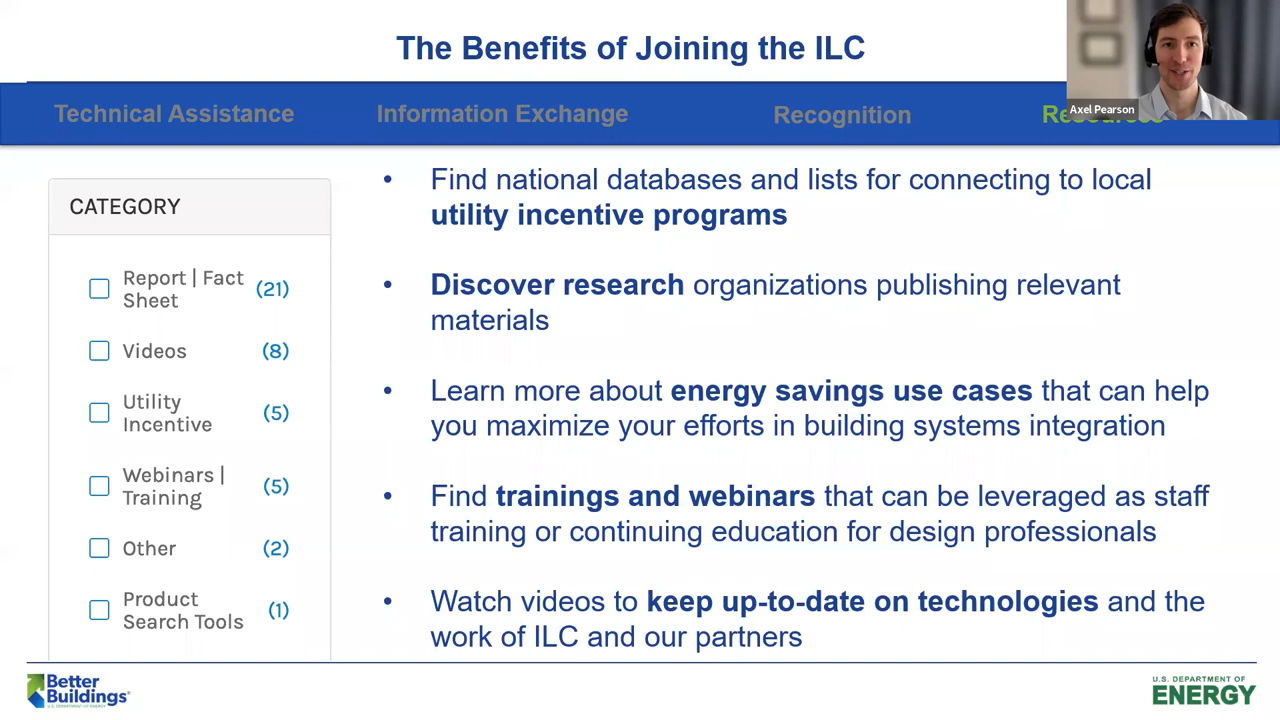 The Benefits of Joining the ILC
Axel Pearson
Technical Assistance
Information Exchange
Recognition
Resources
CATEGORY
Report | Fact
Sheet
(21)
Videos
(8)
Utility
Incentive
(5)
Webinars |
Training
(5)
Other
(2)
Product
Search Tools
(1)
• Find national databases and lists for connecting to local
utility incentive programs
• Discover research organizations publishing relevant
materials
• Learn more about energy savings use cases that can help
you maximize your efforts in building systems integration
• Find trainings and webinars that can be leveraged as staff
training or continuing education for design professionals
• Watch videos to keep up-to-date on technologies and the
work of ILC and our partners
Better
Buildings®
U.S. DEPARTMENT OF ENERGY
U.S. DEPARTMENT OF
ENERGY